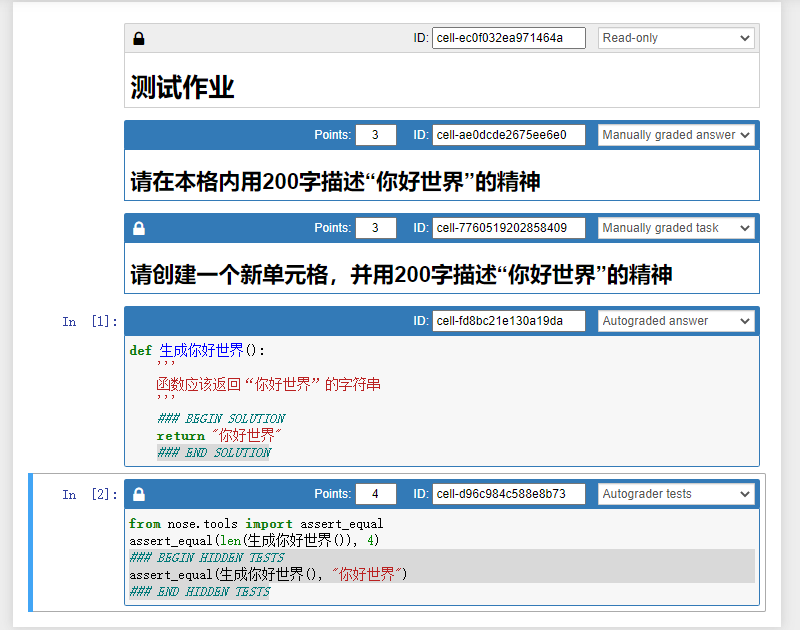 ID: cell-ec0f032ea971464a Read-only
测试作业
Points: 3 ID: cell-ae0dcde2675ee6e0 Manually graded answer
请在本格内用200字描述“你好世界”的精神
Points: 3 ID: cell-7760519202858409 Manually graded task
请创建一个新单元格，并用200字描述“你好世界”的精神
In [1]: ID: cell-fd8bc21e130a19da Autograded answer
def 生成你好世界():
'''
函数应该返回“你好世界”的字符串
'''
### BEGIN SOLUTION
return "你好世界"
### END SOLUTION
In [2]: Points: 4 ID: cell-d96c984c588e8b73 Autograder tests
from nose.tools import assert_equal
assert_equal(len(生成你好世界()), 4)
### BEGIN HIDDEN TESTS
assert_equal(生成你好世界(), "你好世界")
### END HIDDEN TESTS